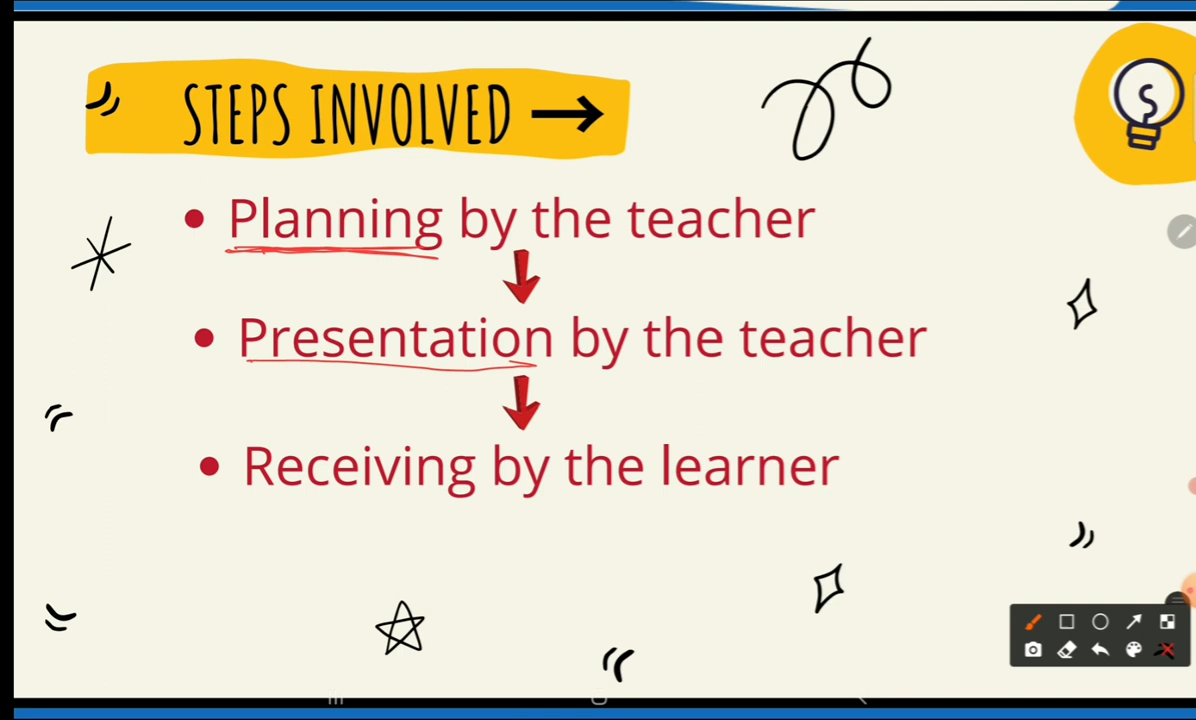 STEPS INVOLVED →
• Planning by the teacher
• Presentation by the teacher
• Receiving by the learner